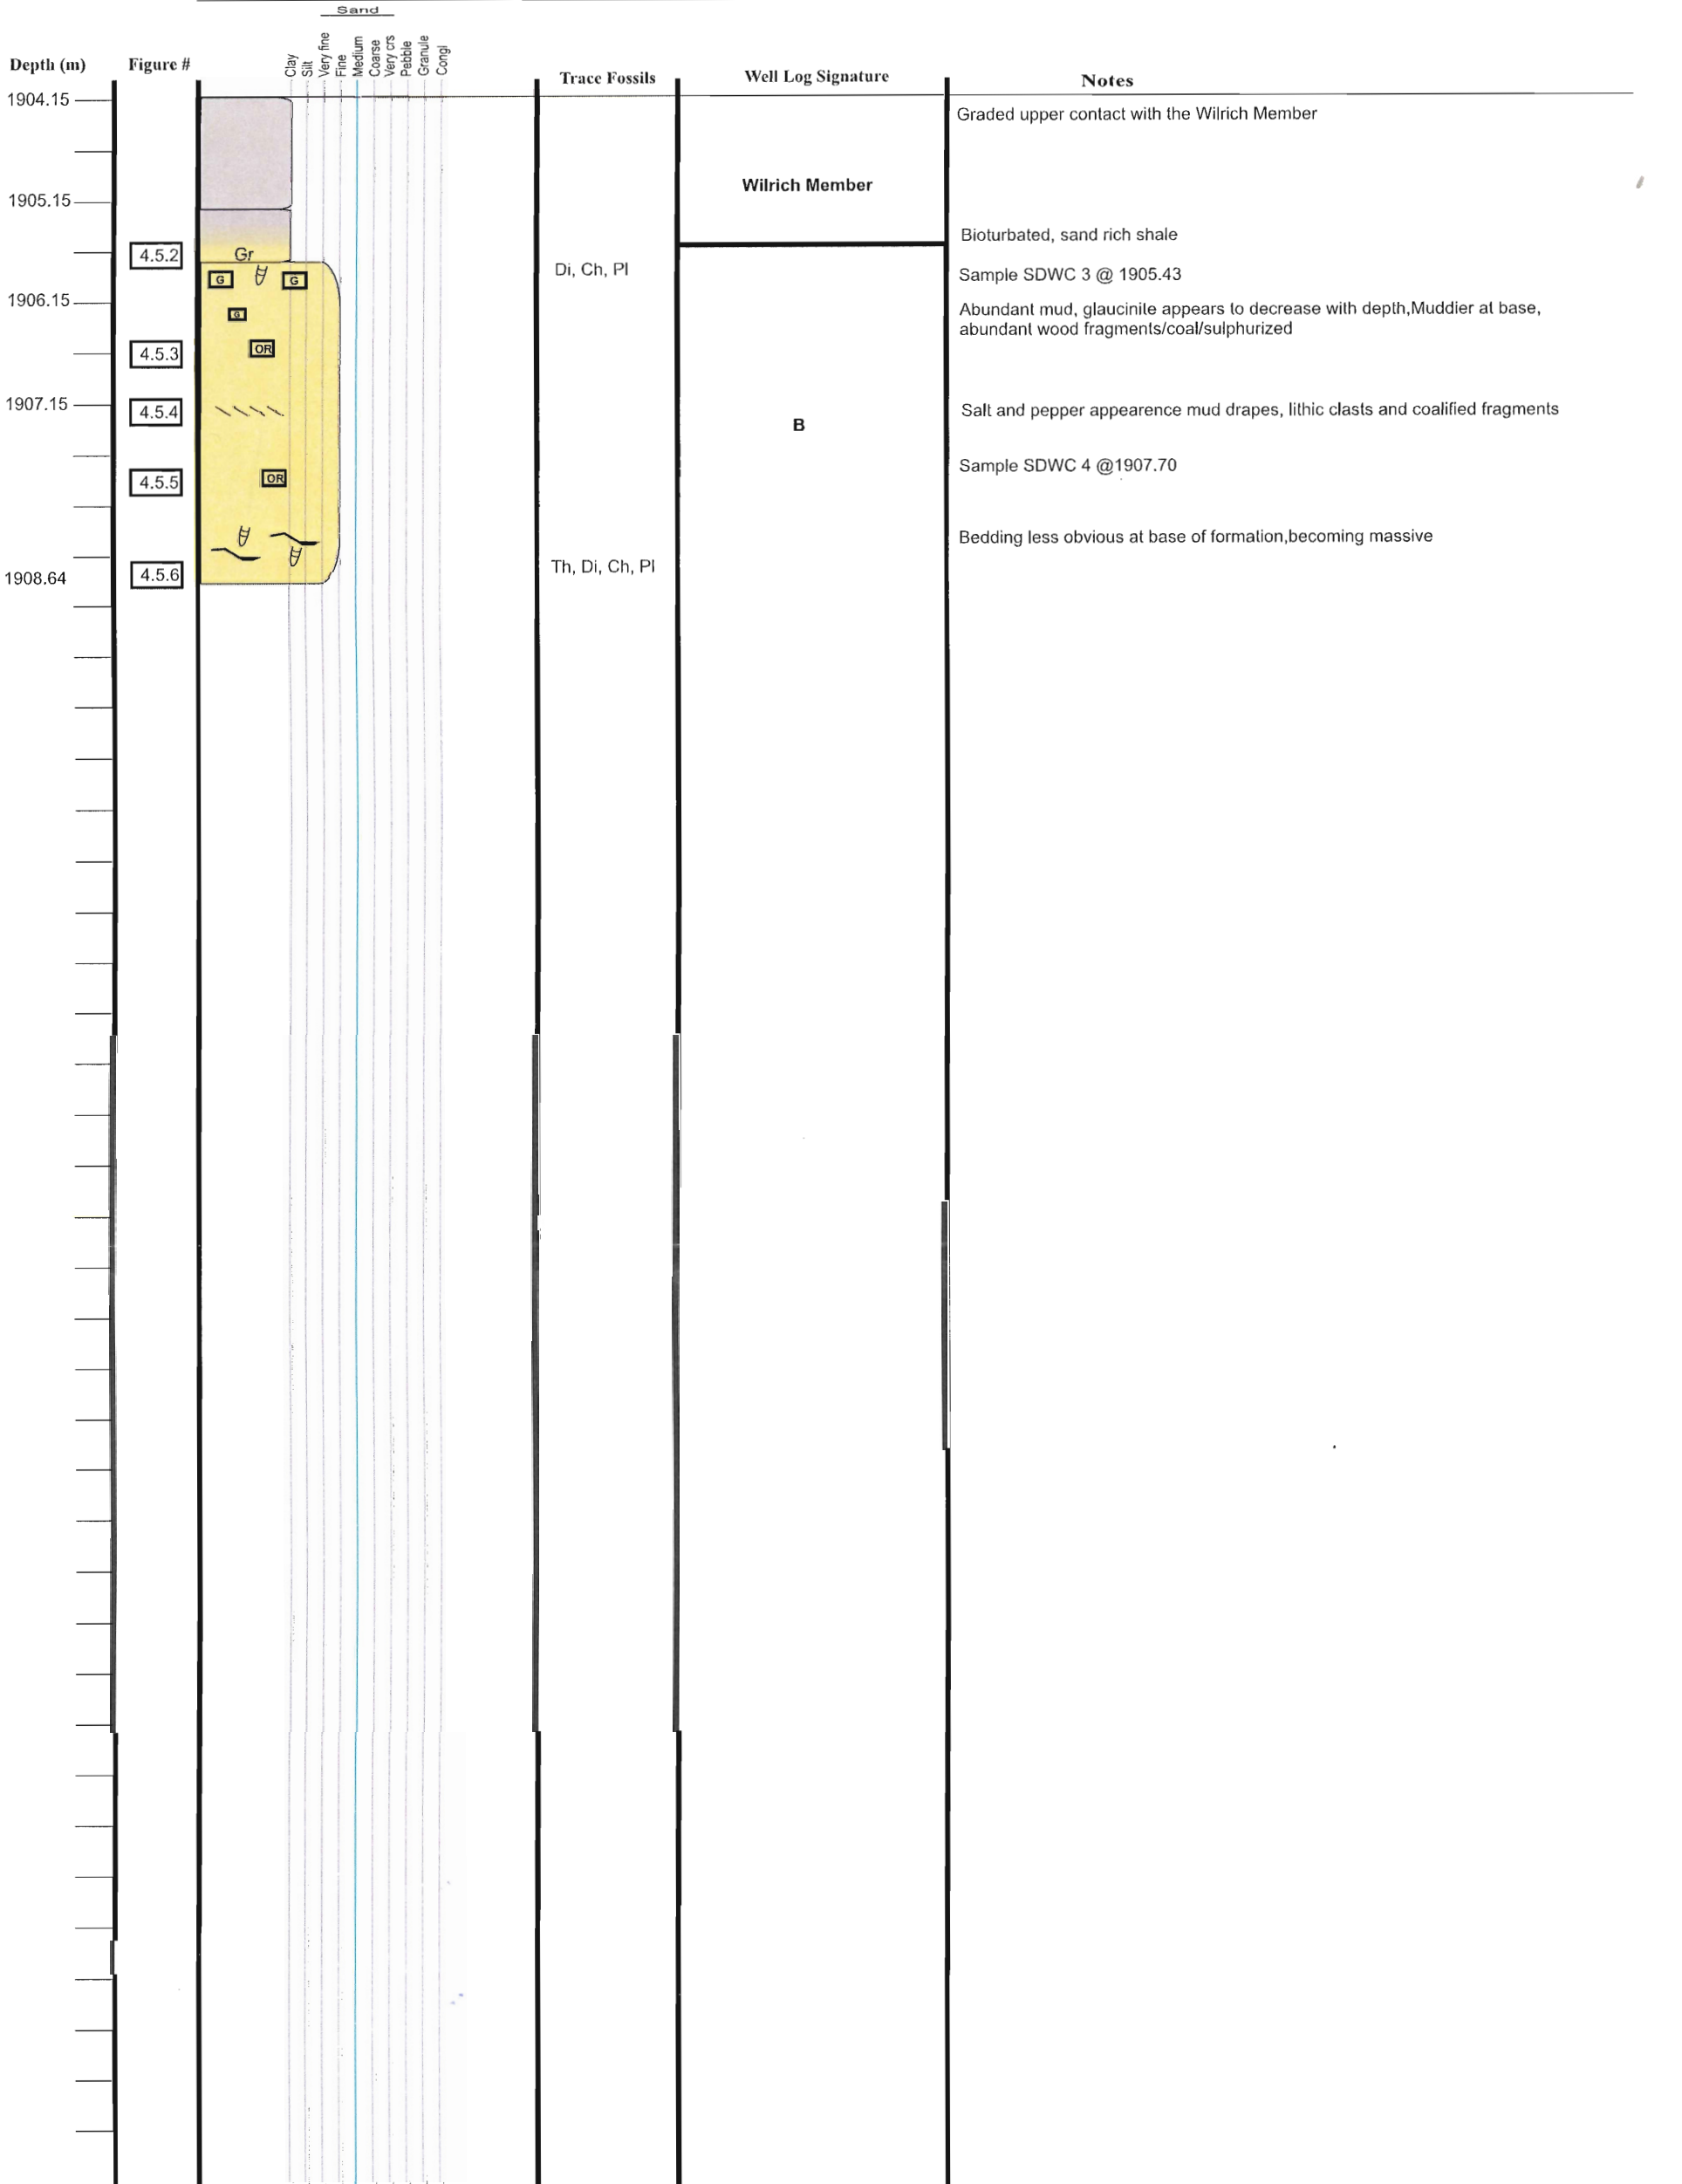 Sand
Clay
Silt
Very fine
Fine
Medium
Coarse
Very crs
Pebble
Granule
Congl
Depth (m)
Figure #
Trace Fossils
Well Log Signature
Notes
1904.15
Graded upper contact with the Wilrich Member
Wilrich Member
1905.15
Bioturbated, sand rich shale
4.5.2
Gr
Di, Ch, Pl
Sample SDWC 3 @ 1905.43
G
G
1906.15
G
Abundant mud, glaucinite appears to decrease with depth,Muddier at base,
abundant wood fragments/coal/sulphurized
4.5.3
OR
1907.15
4.5.4
Salt and pepper appearence mud drapes, lithic clasts and coalified fragments
B
Sample SDWC 4 @1907.70
4.5.5
OR
Bedding less obvious at base of formation,becoming massive
Th, Di, Ch, Pl
1908.64
4.5.6